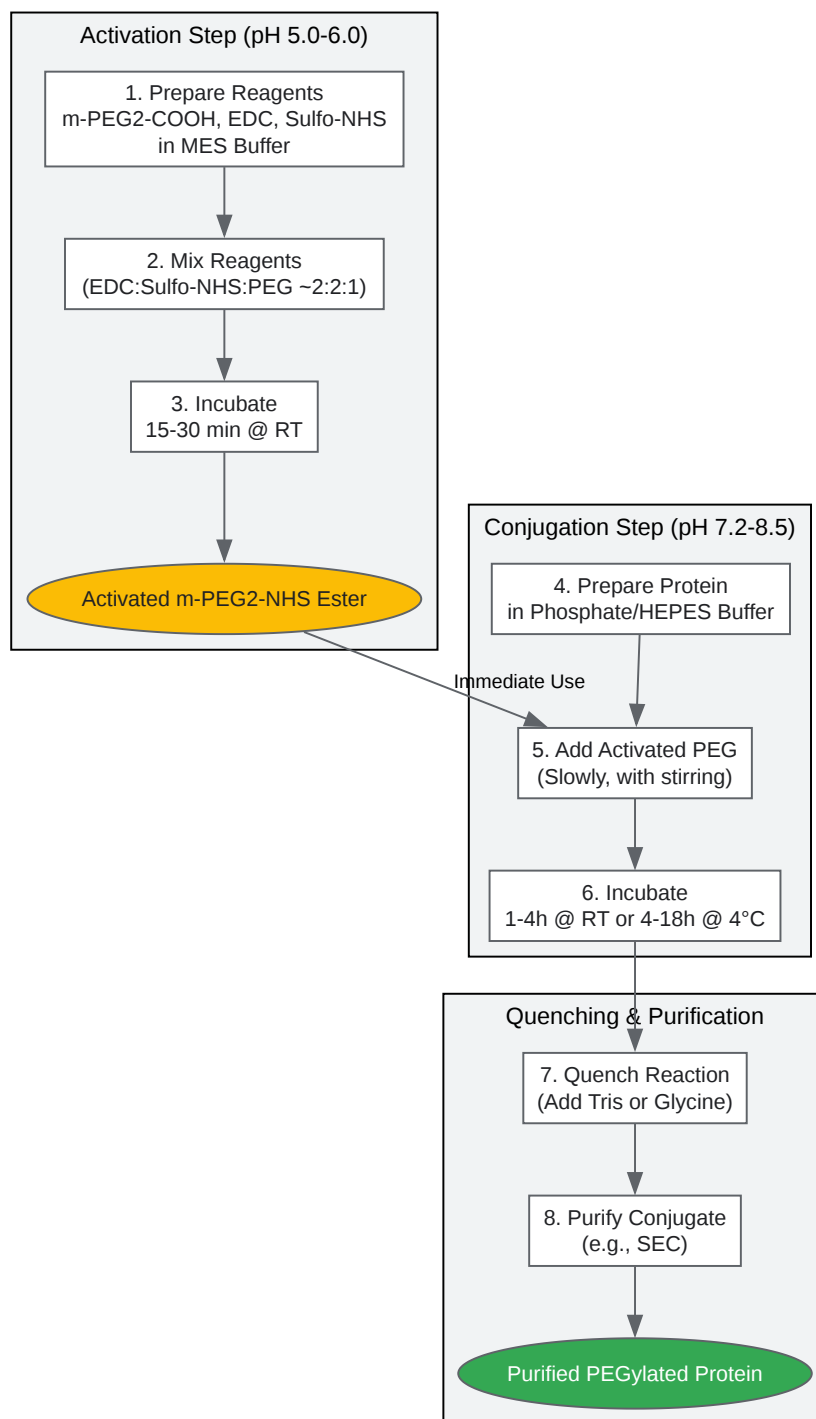 Activation Step (pH 5.0-6.0)
1. Prepare Reagents
m-PEG2-COOH, EDC, Sulfo-NHS
in MES Buffer
2. Mix Reagents
(EDC:Sulfo-NHS:PEG ~2:2:1)
3. Incubate
15-30 min @ RT
Activated m-PEG2-NHS Ester
Immediate Use
Conjugation Step (pH 7.2-8.5)
4. Prepare Protein
in Phosphate/HEPES Buffer
5. Add Activated PEG
(Slowly, with stirring)
6. Incubate
1-4h @ RT or 4-18h @ 4°C
Quenching & Purification
7. Quench Reaction
(Add Tris or Glycine)
8. Purify Conjugate
(e.g., SEC)
Purified PEGylated Protein